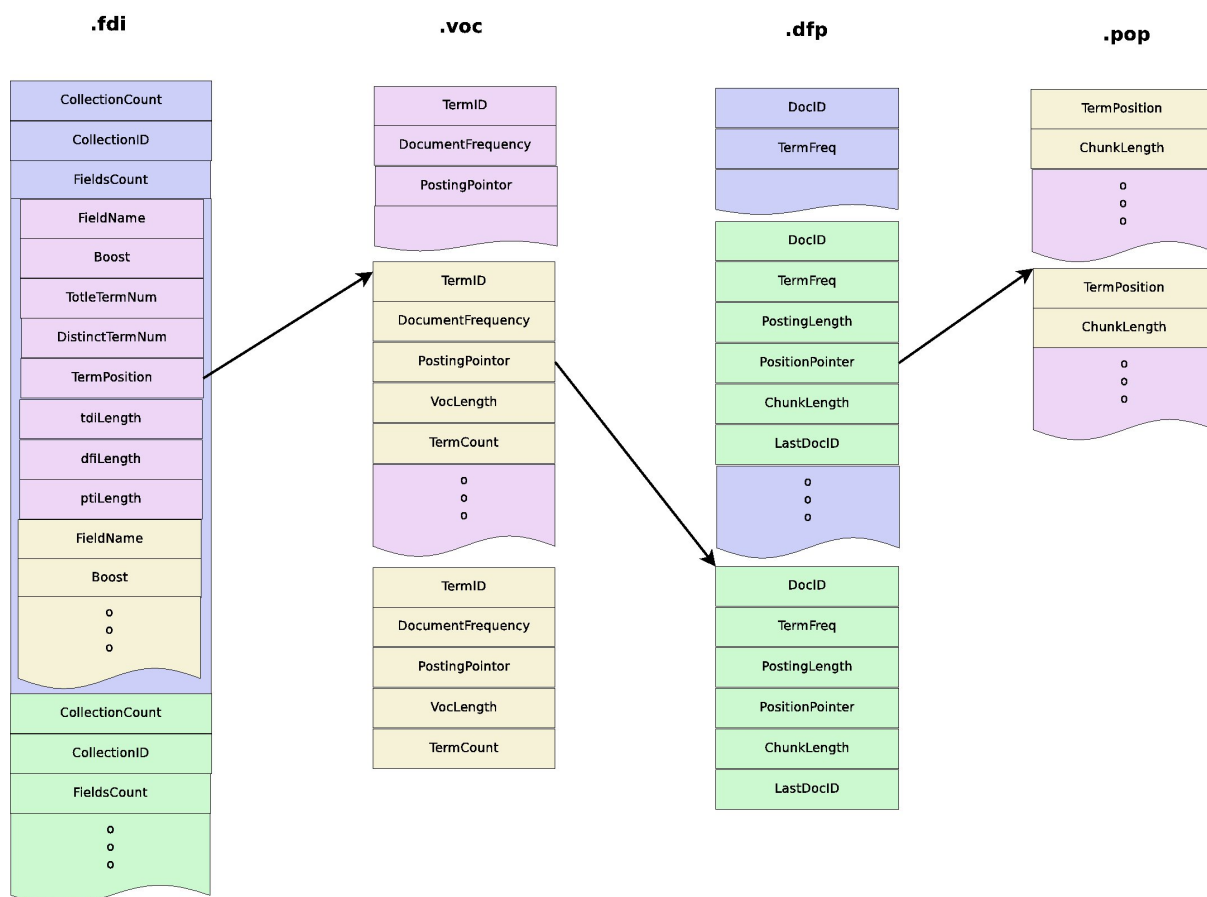 .fdi
CollectionCount
CollectionID
FieldsCount
FieldName
Boost
TotleTermNum
DistinctTermNum
TermPosition
tdiLength
dfiLength
ptiLength
FieldName
Boost
o
o
o
CollectionCount
CollectionID
FieldsCount
o
o
o
.voc
TermID
DocumentFrequency
PostingPointor
TermID
DocumentFrequency
PostingPointor
VocLength
TermCount
o
o
o
TermID
DocumentFrequency
PostingPointor
VocLength
TermCount
.dfp
DocID
TermFreq
DocID
TermFreq
PostingLength
PositionPointer
ChunkLength
LastDocID
o
o
o
DocID
TermFreq
PostingLength
PositionPointer
ChunkLength
LastDocID
.pop
TermPosition
ChunkLength
o
o
o
TermPosition
ChunkLength
o
o
o